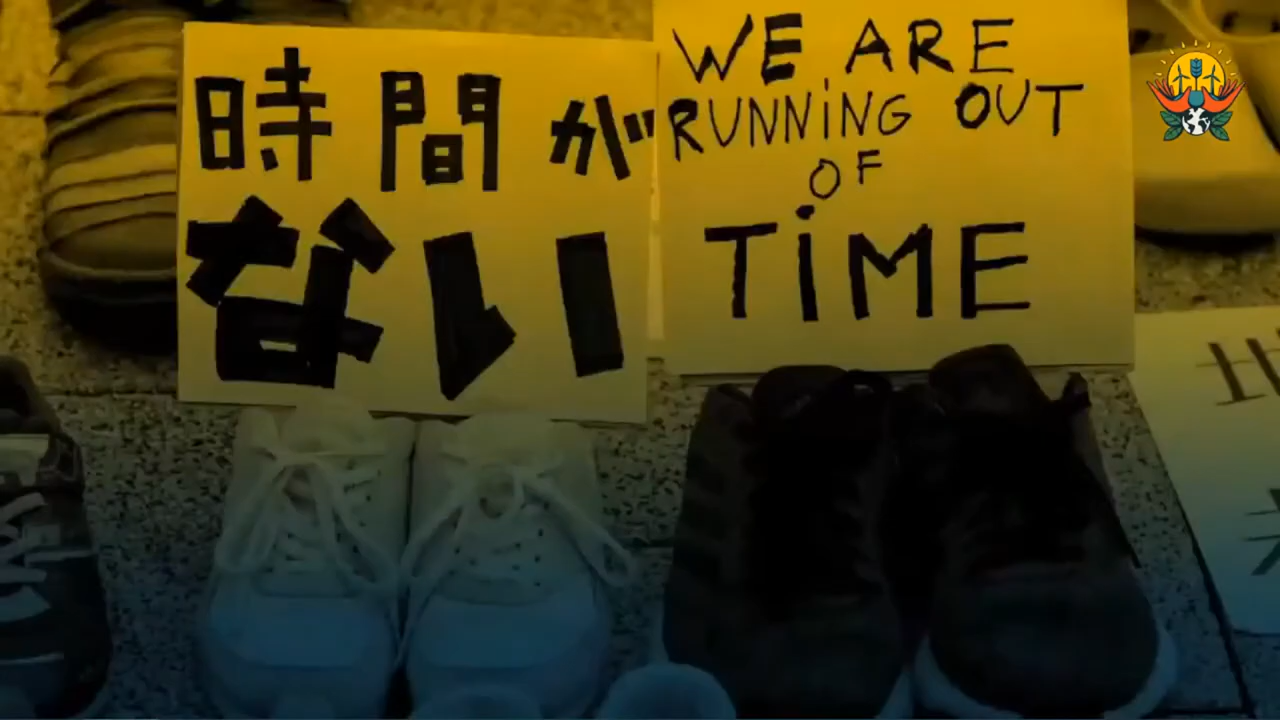 時間が
ない
WE ARE
RUNNING OUT
OF
TIME